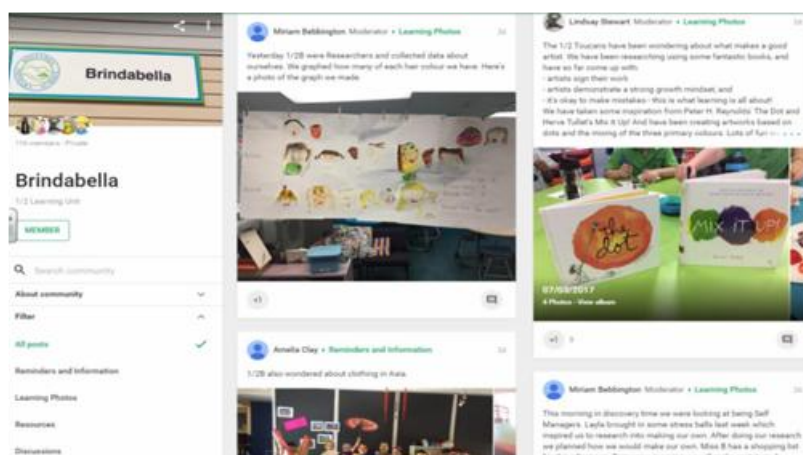 Brindabella
Private
Brindabella
1/2 Learning Unit
MEMBER
Search community
About community
Filter
All posts
Reminders and Information
Learning Photos
Resources
Discussions
Miriam Bebbington Moderator › Learning Photos
Yesterday 1/2B were Researchers and collected data about
ourselves. We graphed how many of each hair colour we have. Here's
a photo of the graph we made.
+1
Amelia Clay › Reminders and Information
1/2B also wondered about clothing in Asia.
Lindsay Stewart Moderator › Learning Photos
The 1/2 Toucans have been wondering about what makes a good
artist. We have been researching using some fantastic books, and
have so far come up with:
- artists sign their work
- artists demonstrate a strong growth mindset, and
- it's okay to make mistakes - this is what learning is all about!
We have taken some inspiration from Peter H. Reynolds: The Dot and
Herve Tullet's Mix It Up! And have been creating artworks based on
dots and the mixing of the three primary colours. Lots of fun
the dot
MIX IT UP!
07/03/2017
4 Photos - View album
+1
Miriam Bebbington Moderator › Learning Photos
This morning in discovery time we were looking at being Self
Managers. Layla brought in some stress balls last week which
inspired us to research into making our own. After doing our research
we planned how we would make our own. Miss B has a shopping list